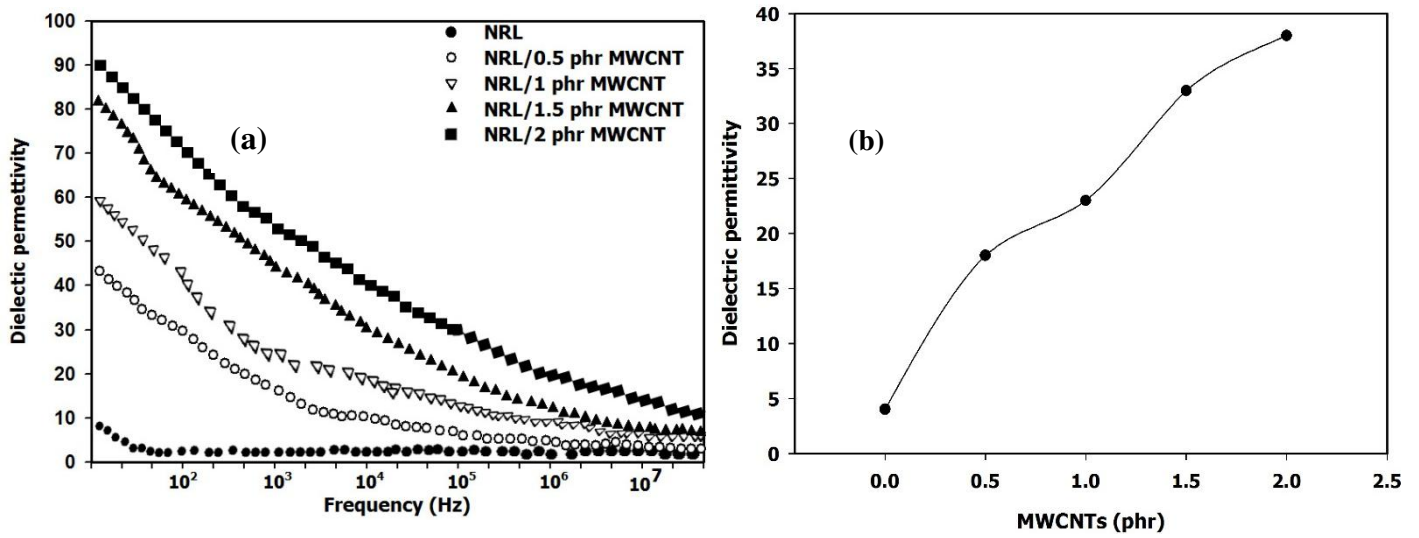 Dielectic permettivity
100
90
80
70
60
50
40
30
20
10
0
NRL
NRL/0.5 phr MWCNT
NRL/1 phr MWCNT
NRL/1.5 phr MWCNT
NRL/2 phr MWCNT
(a)
10² 10³ 10⁴ 10⁵ 10⁶ 10⁷
Frequency (Hz)
Dielectric permittivity
40
35
30
25
20
15
10
5
0
(b)
0.0 0.5 1.0 1.5 2.0 2.5
MWCNTs (phr)